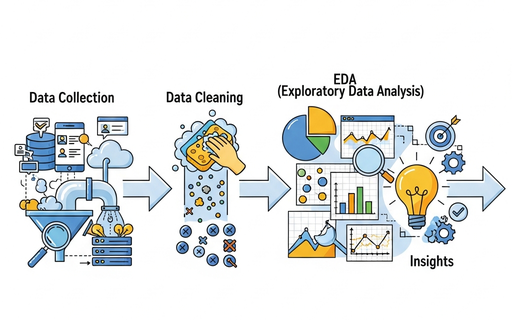 Data Collection
Data Cleaning
EDA
(Exploratory Data Analysis)
Insights